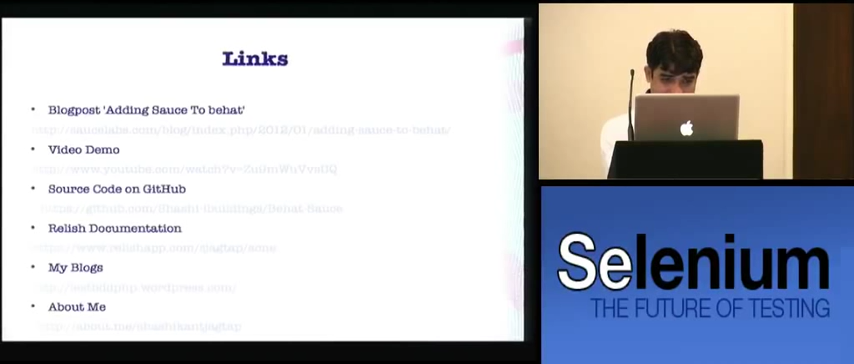 Links
• Blogpost 'Adding Sauce To behat'
http://saucelabs.com/blog/index.php/2012/01/adding-sauce-to-behat/
• Video Demo
• Source Code on GitHub
• Relish Documentation
• My Blogs
• About Me
http://about.me/shashikantjagtap
Selenium
THE FUTURE OF TESTING